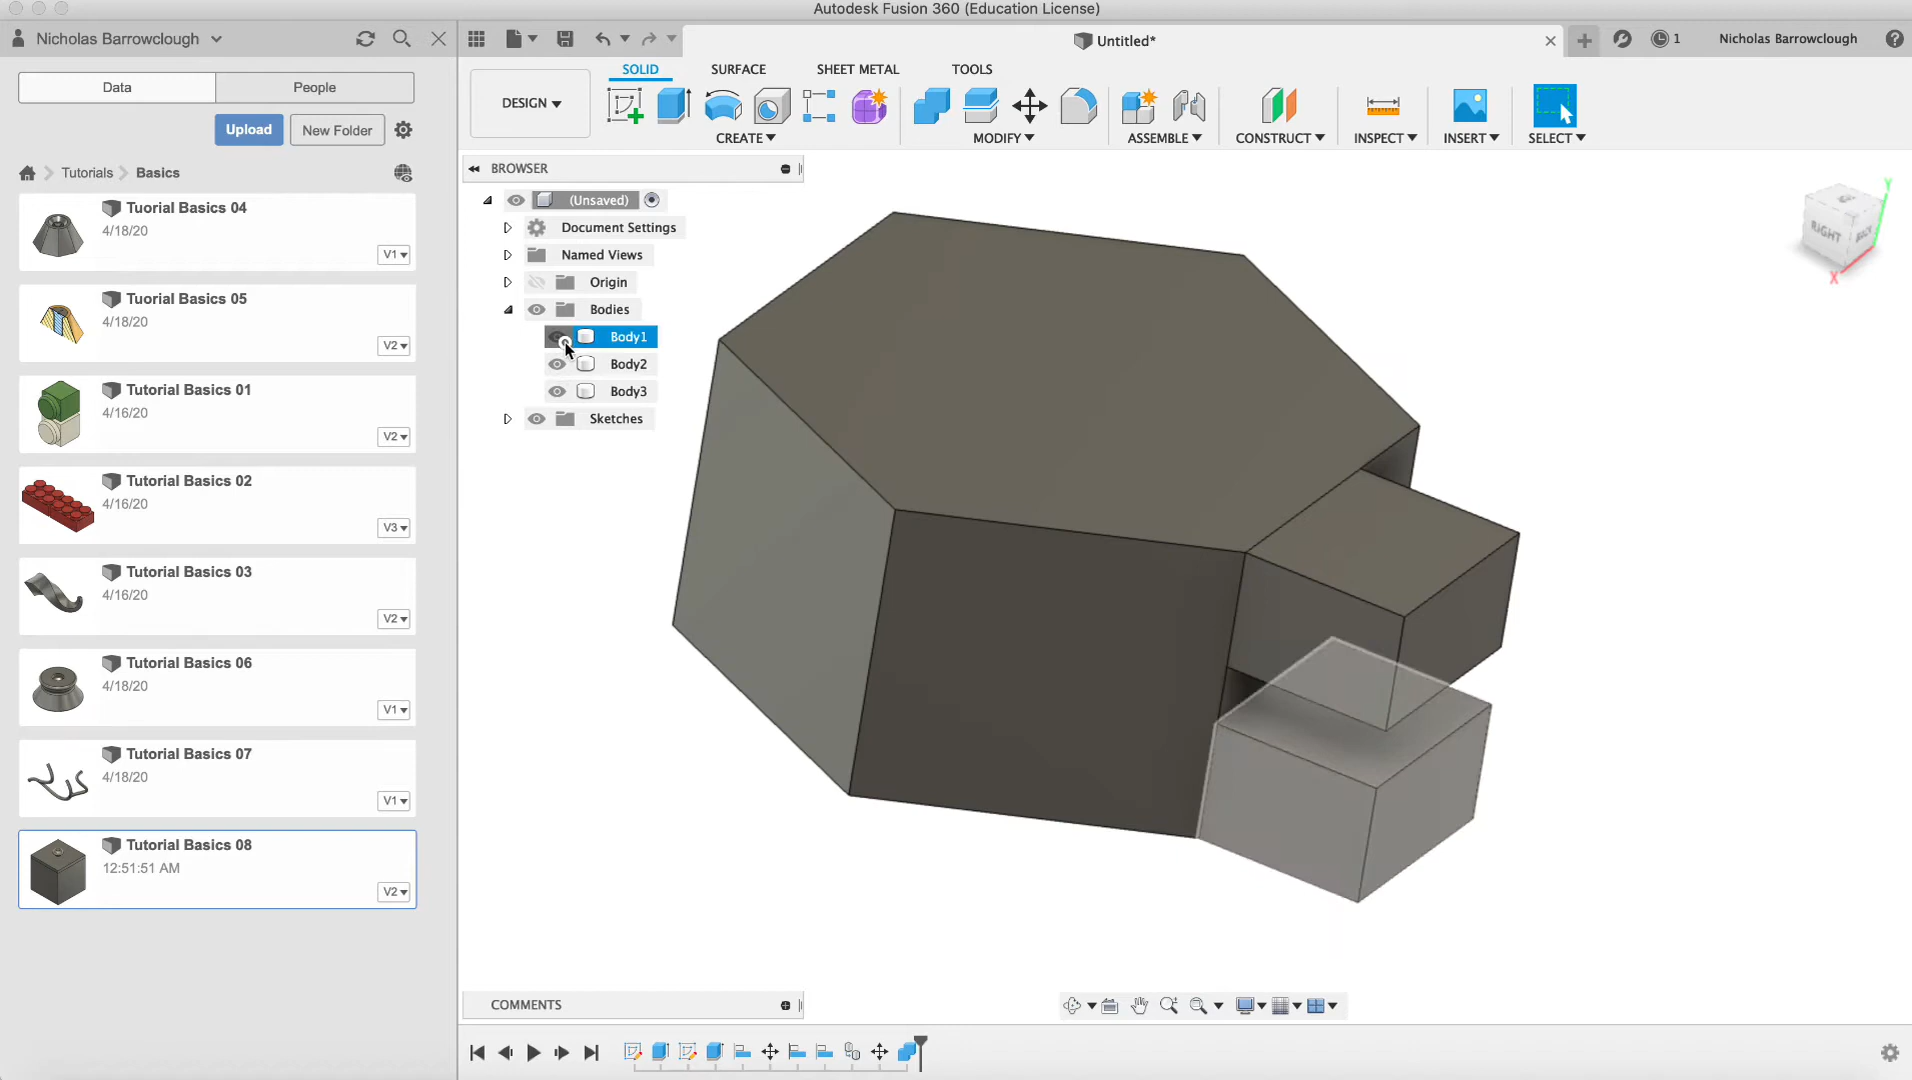 Autodesk Fusion 360 (Education License)
Nicholas Barrowclough
Untitled*
1
Nicholas Barrowclough
Data
People
Upload
New Folder
Tutorials
Basics
Tuorial Basics 04
4/18/20
V1
Tuorial Basics 05
4/18/20
V2
Tutorial Basics 01
4/16/20
V2
Tutorial Basics 02
4/16/20
V3
Tutorial Basics 03
4/16/20
V2
Tutorial Basics 06
4/18/20
V1
Tutorial Basics 07
4/18/20
V1
Tutorial Basics 08
12:51:51 AM
V2
DESIGN
SOLID
SURFACE
SHEET METAL
TOOLS
CREATE
MODIFY
ASSEMBLE
CONSTRUCT
INSPECT
INSERT
SELECT
BROWSER
(Unsaved)
Document Settings
Named Views
Origin
Bodies
Body1
Body2
Body3
Sketches
Y
RIGHT
BACK
X
COMMENTS